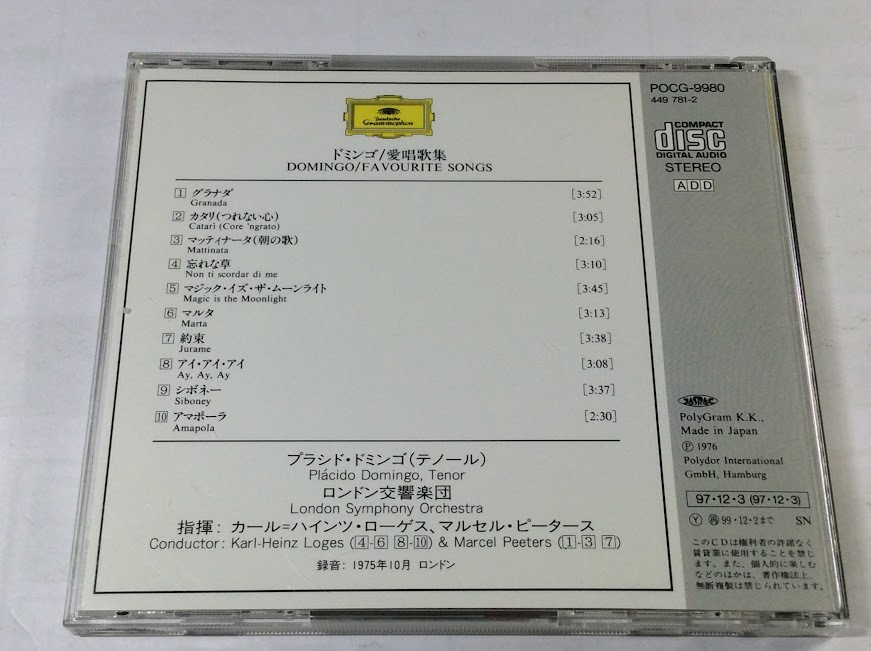 Deutsche
Grammophon
ドミンゴ/愛唱歌集
DOMINGO/FAVOURITE SONGS
1 グラナダ [3:52]
Granada
2 カタリ(つれない心) [3:05]
Catarì (Core 'ngrato)
3 マッティナータ(朝の歌) [2:16]
Mattinata
4 忘れな草 [3:10]
Non ti scordar di me
5 マジック・イズ・ザ・ムーンライト [3:45]
Magic is the Moonlight
6 マルタ [3:13]
Marta
7 約束 [3:38]
Jurame
8 アイ・アイ・アイ [3:08]
Ay, Ay, Ay
9 シボネー [3:37]
Siboney
10 アマポーラ [2:30]
Amapola
プラシド・ドミンゴ(テノール)
Plácido Domingo, Tenor
ロンドン交響楽団
London Symphony Orchestra
指揮: カール=ハインツ・ローゲス、マルセル・ピータース
Conductor: Karl-Heinz Loges (4-6 8-10) & Marcel Peeters (1-3 7)
録音: 1975年10月 ロンドン
POCG-9980
449 781-2
COMPACT
disc
DIGITAL AUDIO
STEREO
ADD
JASRAC
PolyGram K.K.,
Made in Japan
Ⓟ 1976
Polydor International
GmbH, Hamburg
97・12・3 (97・12・3)
Ⓨ 再 99・12・2まで SN
このCDは権利者の許諾なく
賃貸業に使用することを禁じ
ます。また、個人的に楽しむ
などのほかは、著作権法上、
無断複製は禁じられています。